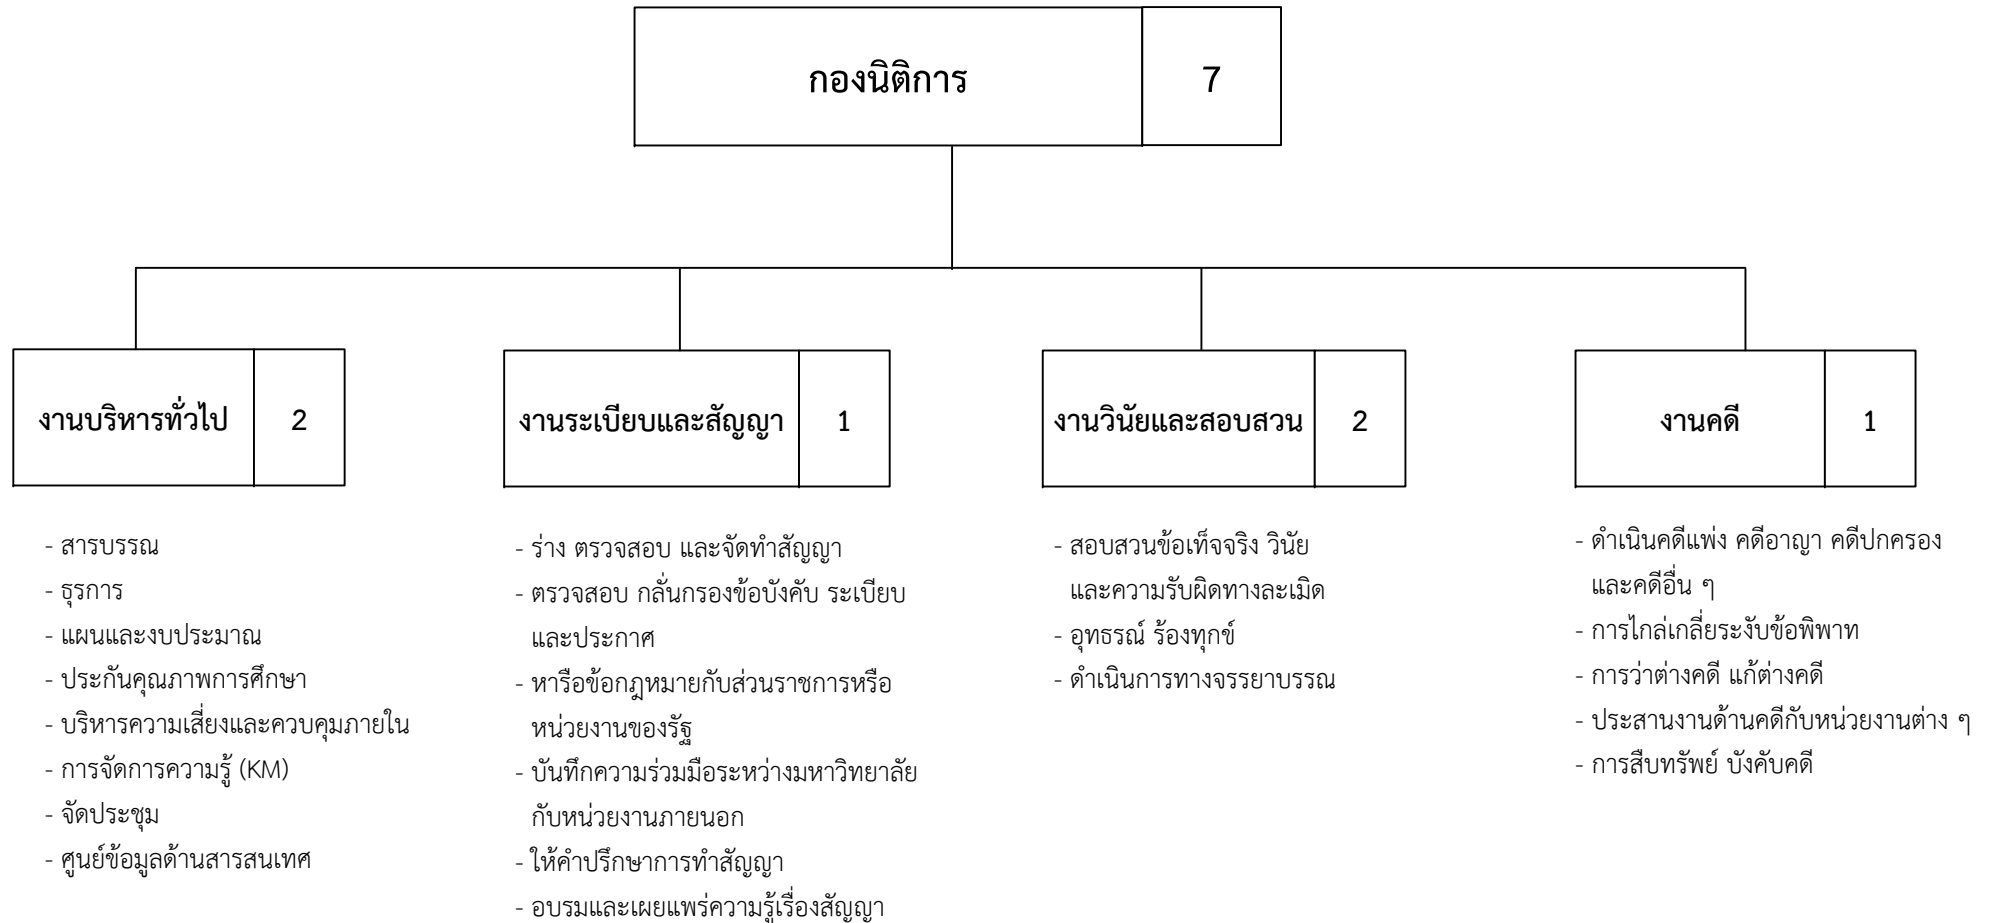 กองนิติการ 7
งานบริหารทั่วไป 2
- สารบรรณ
- ธุรการ
- แผนและงบประมาณ
- ประกันคุณภาพการศึกษา
- บริหารความเสี่ยงและควบคุมภายใน
- การจัดการความรู้ (KM)
- จัดประชุม
- ศูนย์ข้อมูลด้านสารสนเทศ
งานระเบียบและสัญญา 1
- ร่าง ตรวจสอบ และจัดทำสัญญา
- ตรวจสอบ กลั่นกรองข้อบังคับ ระเบียบ
และประกาศ
- หารือข้อกฎหมายกับส่วนราชการหรือ
หน่วยงานของรัฐ
- บันทึกความร่วมมือระหว่างมหาวิทยาลัย
กับหน่วยงานภายนอก
- ให้คำปรึกษาการทำสัญญา
- อบรมและเผยแพร่ความรู้เรื่องสัญญา
งานวินัยและสอบสวน 2
- สอบสวนข้อเท็จจริง วินัย
และความรับผิดทางละเมิด
- อุทธรณ์ ร้องทุกข์
- ดำเนินการทางจรรยาบรรณ
งานคดี 1
- ดำเนินคดีแพ่ง คดีอาญา คดีปกครอง
และคดีอื่น ๆ
- การไกล่เกลี่ยระงับข้อพิพาท
- การว่าต่างคดี แก้ต่างคดี
- ประสานงานด้านคดีกับหน่วยงานต่าง ๆ
- การสืบทรัพย์ บังคับคดี